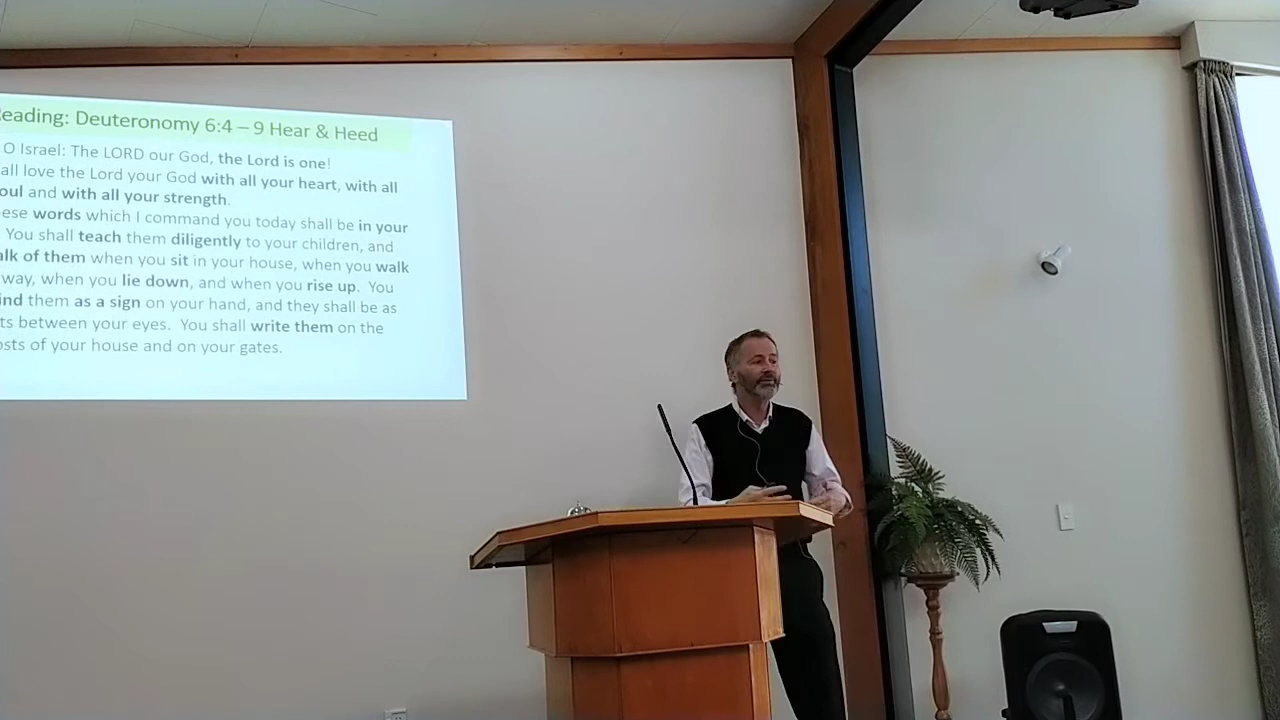 eading: Deuteronomy 6:4 – 9 Hear & Heed
O Israel: The LORD our God, the Lord is one!
all love the Lord your God with all your heart, with all
oul and with all your strength.
ese words which I command you today shall be in your
You shall teach them diligently to your children, and
alk of them when you sit in your house, when you walk
way, when you lie down, and when you rise up. You
ind them as a sign on your hand, and they shall be as
ts between your eyes. You shall write them on the
osts of your house and on your gates.